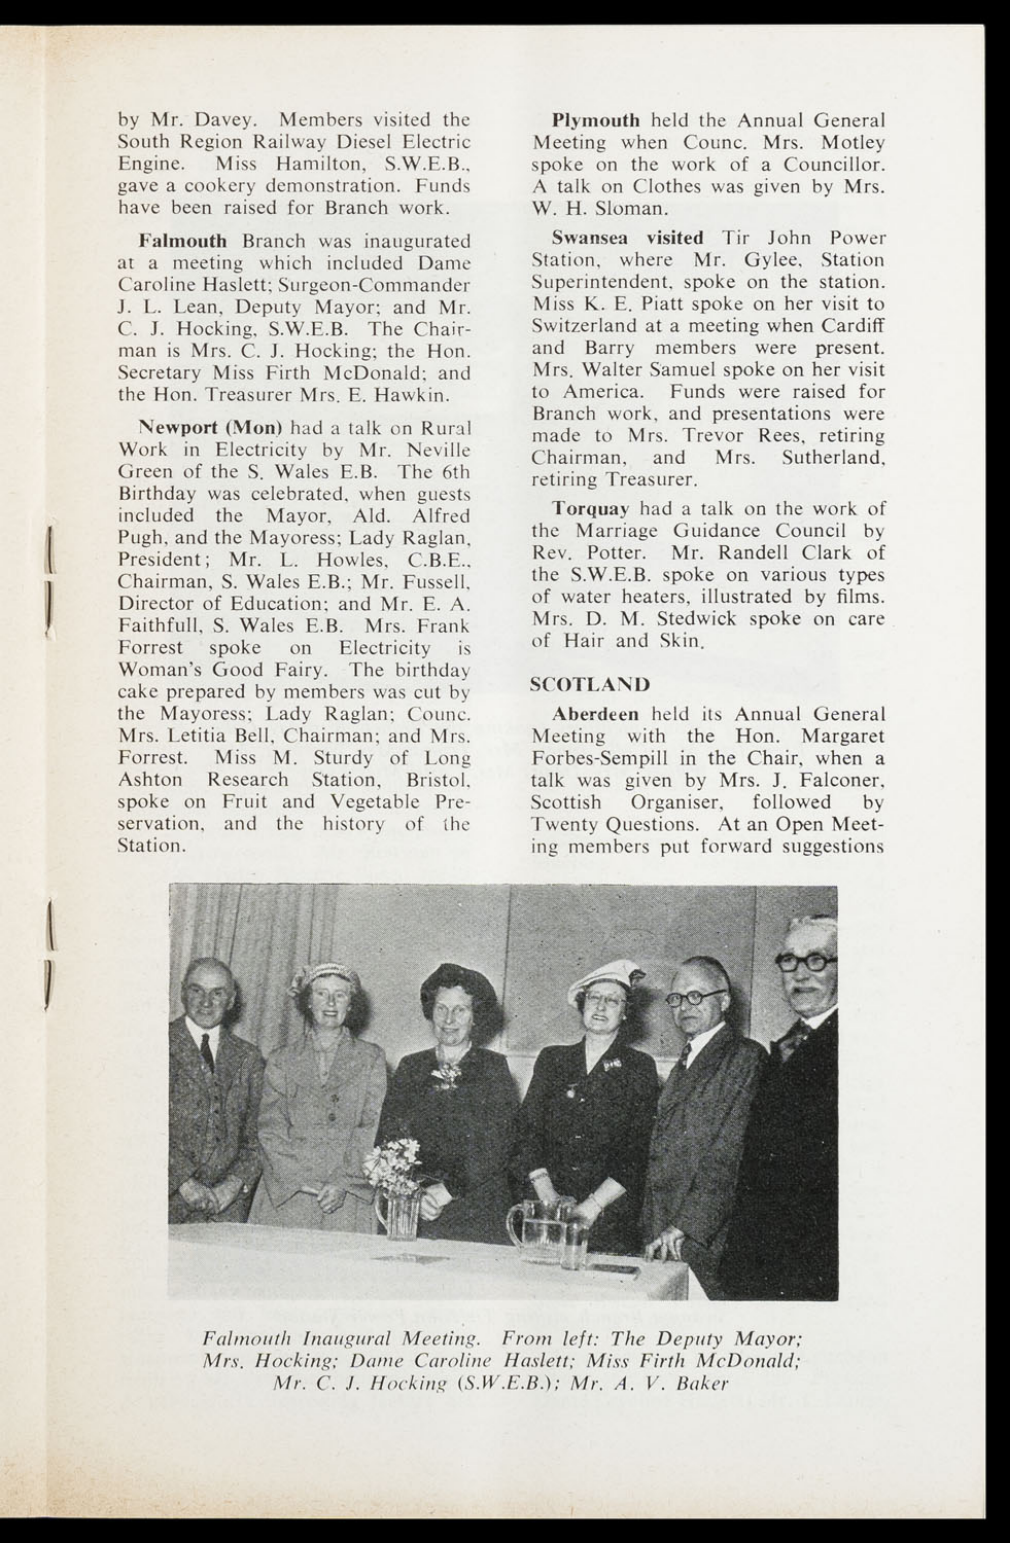 by Mr. Davey. Members visited the
South Region Railway Diesel Electric
Engine. Miss Hamilton, S.W.E.B.,
gave a cookery demonstration. Funds
have been raised for Branch work.
Falmouth Branch was inaugurated
at a meeting which included Dame
Caroline Haslett; Surgeon-Commander
J. L. Lean, Deputy Mayor; and Mr.
C. J. Hocking, S.W.E.B. The Chair-
man is Mrs. C. J. Hocking; the Hon.
Secretary Miss Firth McDonald; and
the Hon. Treasurer Mrs. E. Hawkin.
Newport (Mon) had a talk on Rural
Work in Electricity by Mr. Neville
Green of the S. Wales E.B. The 6th
Birthday was celebrated, when guests
included the Mayor, Ald. Alfred
Pugh, and the Mayoress; Lady Raglan,
President; Mr. L. Howles, C.B.E.,
Chairman, S. Wales E.B.; Mr. Fussell,
Director of Education; and Mr. E. A.
Faithfull, S. Wales E.B. Mrs. Frank
Forrest spoke on Electricity is
Woman's Good Fairy. The birthday
cake prepared by members was cut by
the Mayoress; Lady Raglan; Counc.
Mrs. Letitia Bell, Chairman; and Mrs.
Forrest. Miss M. Sturdy of Long
Ashton Research Station, Bristol,
spoke on Fruit and Vegetable Pre-
servation, and the history of the
Station.
Plymouth held the Annual General
Meeting when Counc. Mrs. Motley
spoke on the work of a Councillor.
A talk on Clothes was given by Mrs.
W. H. Sloman.
Swansea visited Tir John Power
Station, where Mr. Gylee, Station
Superintendent, spoke on the station.
Miss K. E. Piatt spoke on her visit to
Switzerland at a meeting when Cardiff
and Barry members were present.
Mrs. Walter Samuel spoke on her visit
to America. Funds were raised for
Branch work, and presentations were
made to Mrs. Trevor Rees, retiring
Chairman, and Mrs. Sutherland,
retiring Treasurer.
Torquay had a talk on the work of
the Marriage Guidance Council by
Rev. Potter. Mr. Randell Clark of
the S.W.E.B. spoke on various types
of water heaters, illustrated by films.
Mrs. D. M. Stedwick spoke on care
of Hair and Skin.
SCOTLAND
Aberdeen held its Annual General
Meeting with the Hon. Margaret
Forbes-Sempill in the Chair, when a
talk was given by Mrs. J. Falconer,
Scottish Organiser, followed by
Twenty Questions. At an Open Meet-
ing members put forward suggestions
Falmouth Inaugural Meeting. From left: The Deputy Mayor;
Mrs. Hocking; Dame Caroline Haslett; Miss Firth McDonald;
Mr. C. J. Hocking (S.W.E.B.); Mr. A. V. Baker